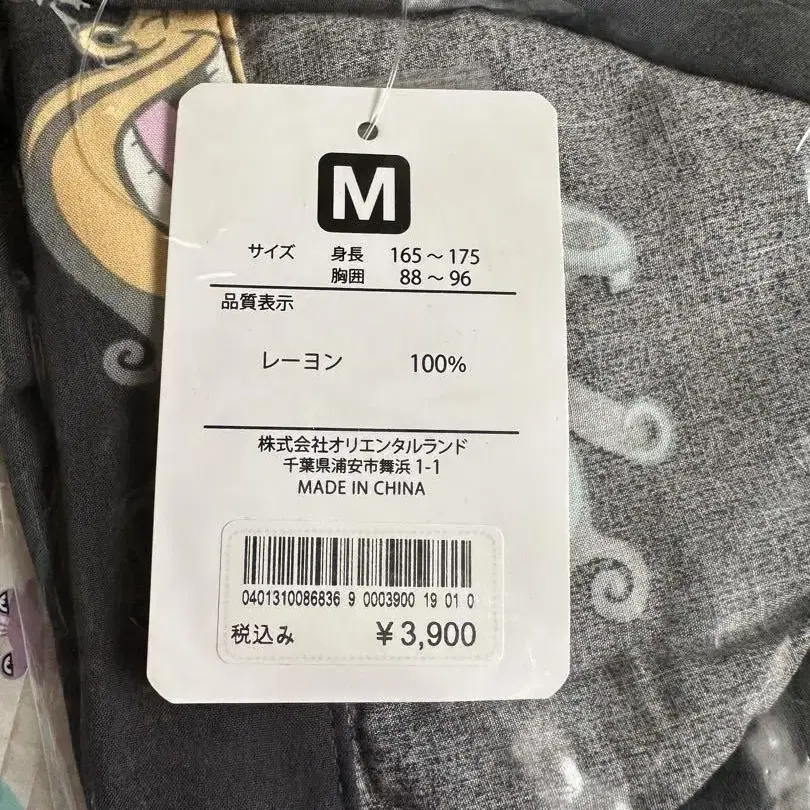 M
サイズ 身長 165～175
胸囲 88～96
品質表示
レーヨン 100%
株式会社オリエンタルランド
千葉県浦安市舞浜 1-1
MADE IN CHINA
0401310086836 9 0003900 19 01 0
税込み ￥3,900